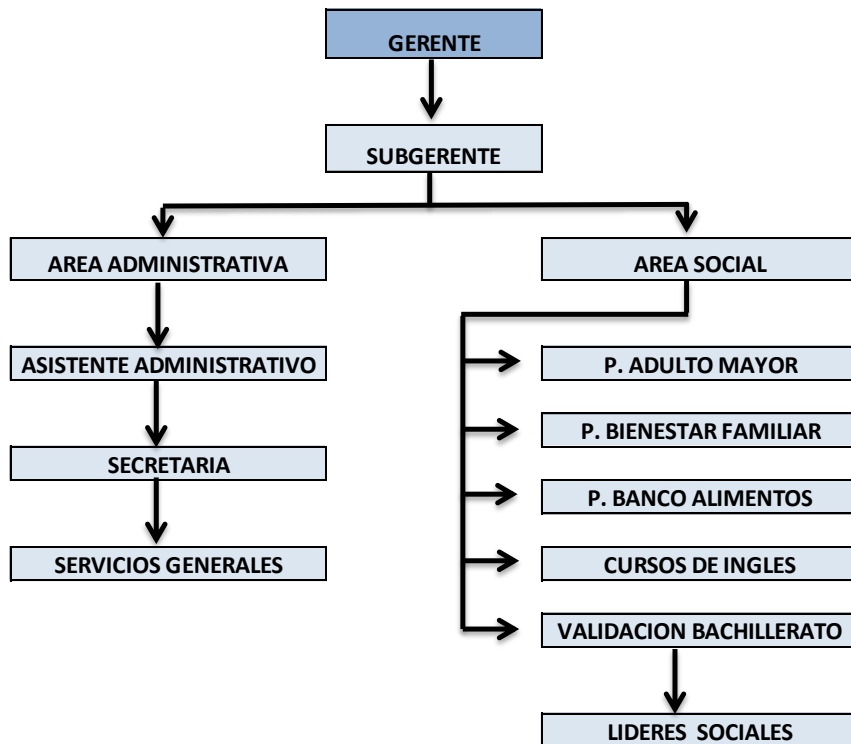 GERENTE
SUBGERENTE
AREA ADMINISTRATIVA
AREA SOCIAL
ASISTENTE ADMINISTRATIVO
P. ADULTO MAYOR
P. BIENESTAR FAMILIAR
SECRETARIA
P. BANCO ALIMENTOS
SERVICIOS GENERALES
CURSOS DE INGLES
VALIDACION BACHILLERATO
LIDERES SOCIALES